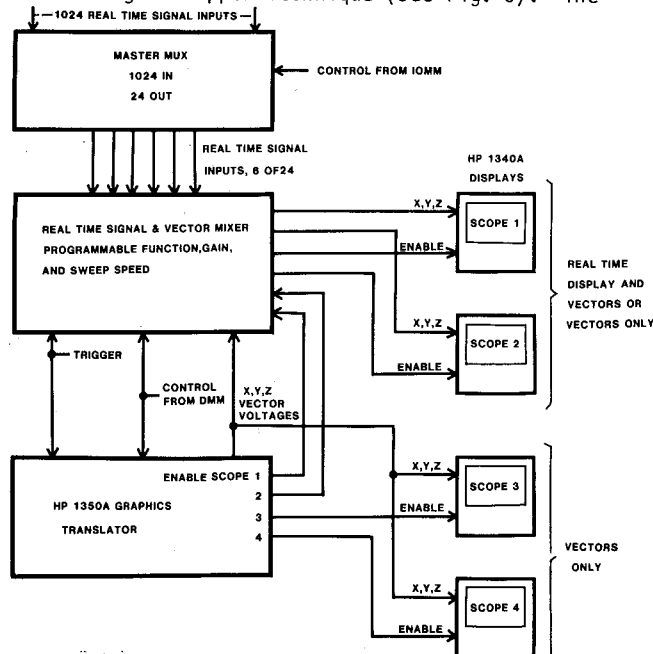 Technique (See Fig.
1024 REAL TIME SIGNAL INPUTS
MASTER MUX
1024 IN
24 OUT
CONTROL FROM IOMM
REAL TIME SIGNAL
INPUTS, 6 OF24
HP 1340A
DISPLAYS
REAL TIME SIGNAL & VECTOR MIXER
PROGRAMMABLE FUNCTION,GAIN,
AND SWEEP SPEED
X,Y,Z
SCOPE 1
ENABLE
X,Y,Z
SCOPE 2
ENABLE
REAL TIME
DISPLAY AND
VECTORS OR
VECTORS ONLY
TRIGGER
CONTROL
FROM DMM
X,Y,Z
VECTOR
VOLTAGES
HP 1350A GRAPHICS
TRANSLATOR
ENABLE SCOPE 1
2
3
4
X,Y,Z
SCOPE 3
ENABLE
X,Y,Z
SCOPE 4
ENABLE
VECTORS
ONLY